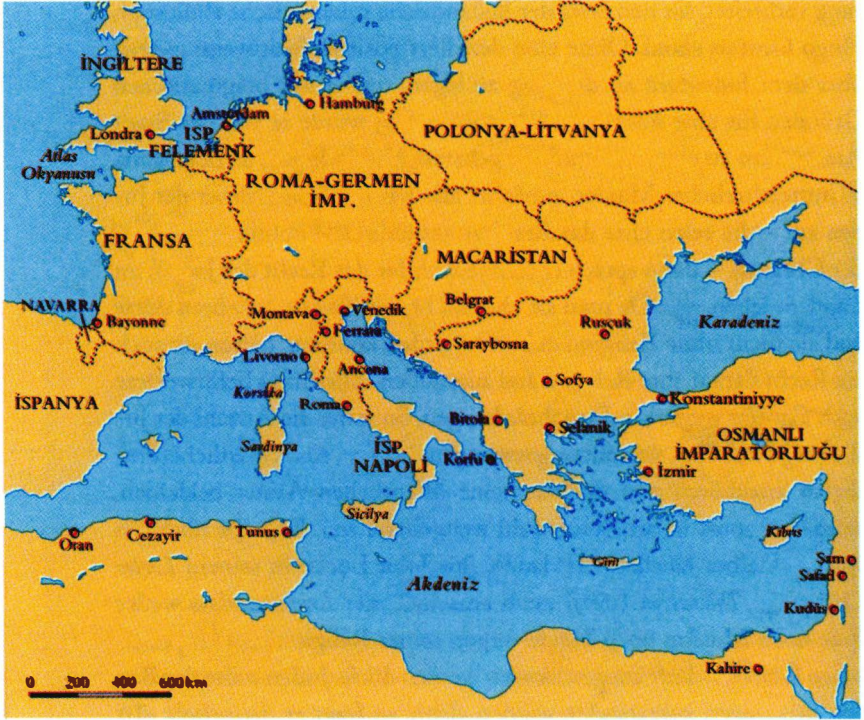 İNGİLTERE
Hamburg
Amsterdam
Londra
ISP.
FELEMENK
POLONYA-LİTVANYA
Atlas
Okyanusu
ROMA-GERMEN
İMP.
FRANSA
MACARİSTAN
NAVARRA
Bayonne
Montava
Venedik
Belgrat
Ferrara
Rusçuk
Karadeniz
Saraybosna
Livorno
Ancona
Korsika
Sofya
İSPANYA
Roma
Konstantiniyye
Bitola
Selanik
Sardinya
İSP.
NAPOLİ
Korfu
OSMANLI
İMPARATORLUĞU
İzmir
Sicilya
Oran
Cezayir
Tunus
Kıbrıs
Girit
Şam
Safad
Akdeniz
Kudüs
Kahire
0 200 400 600 km